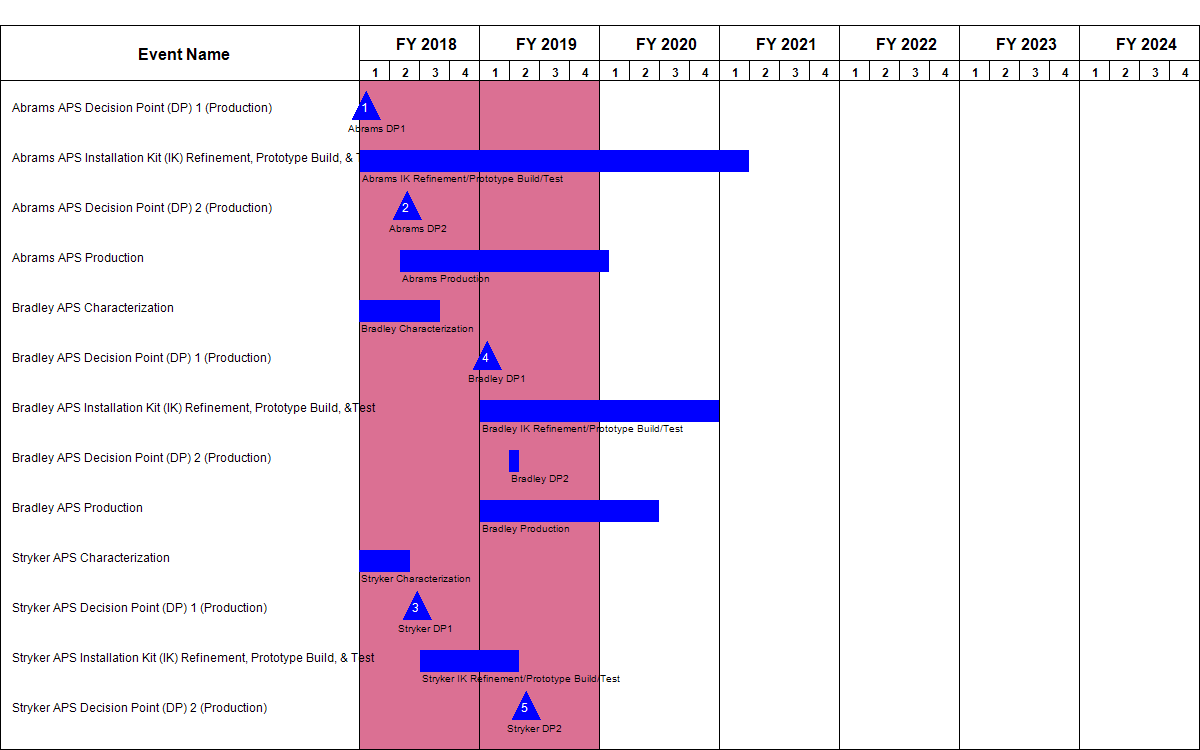 Event Name
FY 2018 FY 2019 FY 2020 FY 2021 FY 2022 FY 2023 FY 2024
1 2 3 4 1 2 3 4 1 2 3 4 1 2 3 4 1 2 3 4 1 2 3 4 1 2 3 4
Abrams APS Decision Point (DP) 1 (Production)
1
Abrams DP1
Abrams APS Installation Kit (IK) Refinement, Prototype Build, &
Abrams IK Refinement/Prototype Build/Test
Abrams APS Decision Point (DP) 2 (Production)
2
Abrams DP2
Abrams APS Production
Abrams Production
Bradley APS Characterization
Bradley Characterization
Bradley APS Decision Point (DP) 1 (Production)
4
Bradley DP1
Bradley APS Installation Kit (IK) Refinement, Prototype Build, &Test
Bradley IK Refinement/Prototype Build/Test
Bradley APS Decision Point (DP) 2 (Production)
Bradley DP2
Bradley APS Production
Bradley Production
Stryker APS Characterization
Stryker Characterization
Stryker APS Decision Point (DP) 1 (Production)
3
Stryker DP1
Stryker APS Installation Kit (IK) Refinement, Prototype Build, & Test
Stryker IK Refinement/Prototype Build/Test
Stryker APS Decision Point (DP) 2 (Production)
5
Stryker DP2